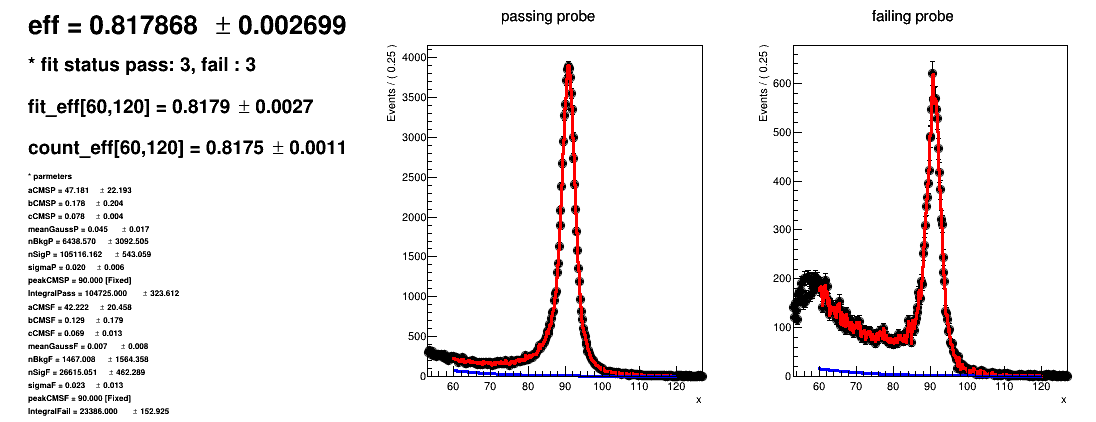 eff = 0.817868 ± 0.002699
* fit status pass: 3, fail : 3
fit_eff[60,120] = 0.8179 ± 0.0027
count_eff[60,120] = 0.8175 ± 0.0011
* parmeters
aCMSP = 47.181 ± 22.193
bCMSP = 0.178 ± 0.204
cCMSP = 0.078 ± 0.004
meanGaussP = 0.045 ± 0.017
nBkgP = 6438.570 ± 3092.505
nSigP = 105116.162 ± 543.059
sigmaP = 0.020 ± 0.006
peakCMSP = 90.000 [Fixed]
IntegralPass = 104725.000 ± 323.612
aCMSF = 42.222 ± 20.458
bCMSF = 0.129 ± 0.179
cCMSF = 0.069 ± 0.013
meanGaussF = 0.007 ± 0.008
nBkgF = 1467.008 ± 1564.358
nSigF = 26615.051 ± 462.289
sigmaF = 0.023 ± 0.013
peakCMSF = 90.000 [Fixed]
IntegralFail = 23386.000 ± 152.925
passing probe
Events / ( 0.25 )
4000
3500
3000
2500
2000
1500
1000
500
0
60 70 80 90 100 110 120
x
failing probe
Events / ( 0.25 )
600
500
400
300
200
100
0
60 70 80 90 100 110 120
x